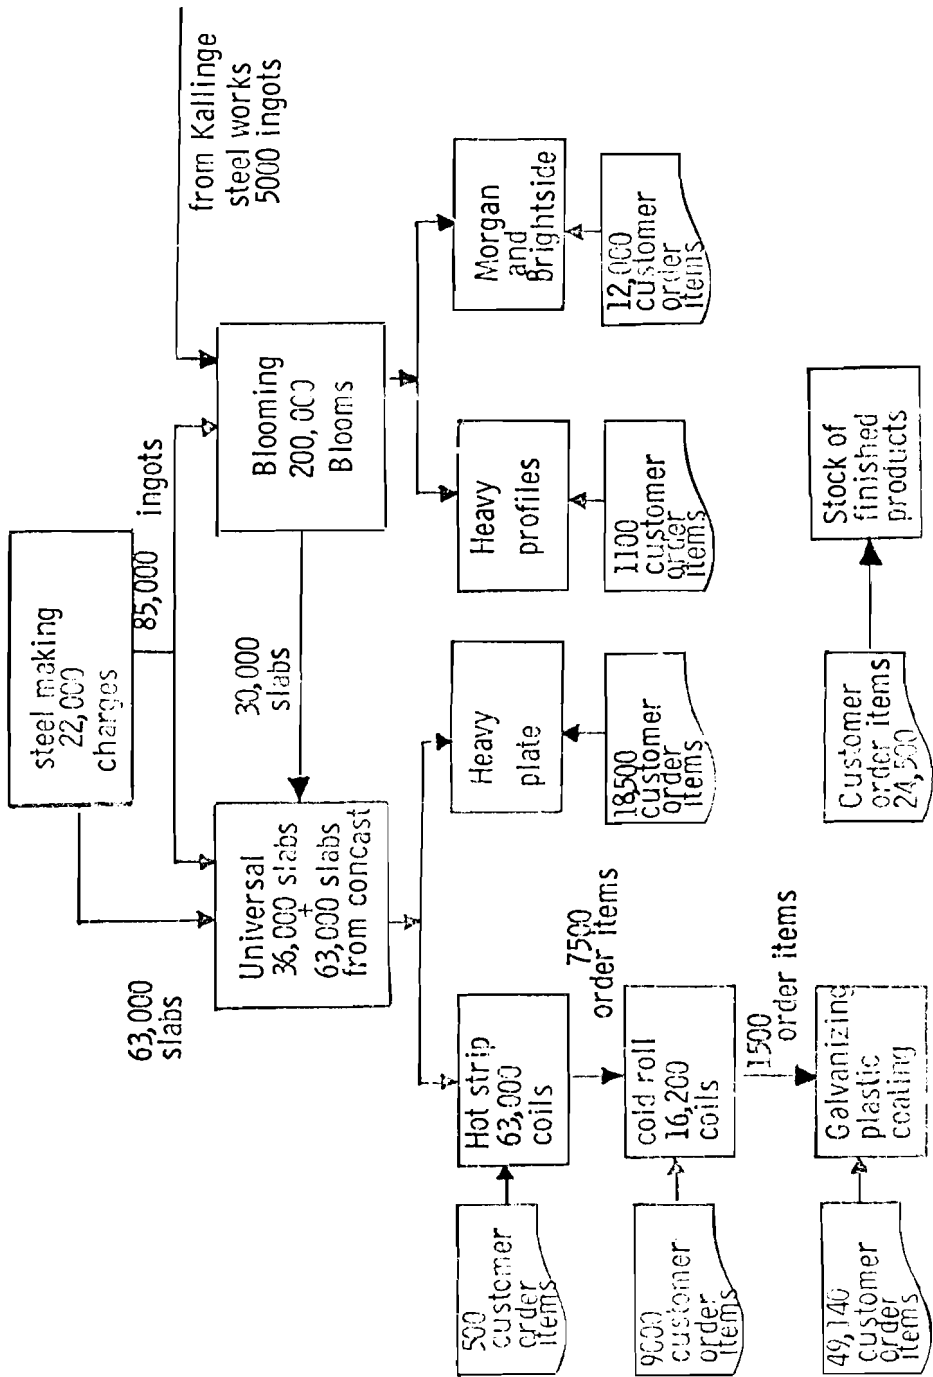 steel making
22,000
charges
from Kallinge
steel works
5000 ingots
63,000
slabs
85,000
ingots
Universal
36,000 slabs
+
63,000 slabs
from concast
30,000
slabs
Blooming
200,000
Blooms
Hot strip
63,000
coils
Heavy
plate
Heavy
profiles
Morgan
and
Brightside
500
customer
order
items
7500
order items
18,500
customer
order
items
1100
customer
order
items
12,000
customer
order
items
9000
customer
order
items
cold roll
16,200
coils
1500
order items
49,140
customer
order
items
Galvanizing
plastic
coating
Customer
order items
24,500
Stock of
finished
products